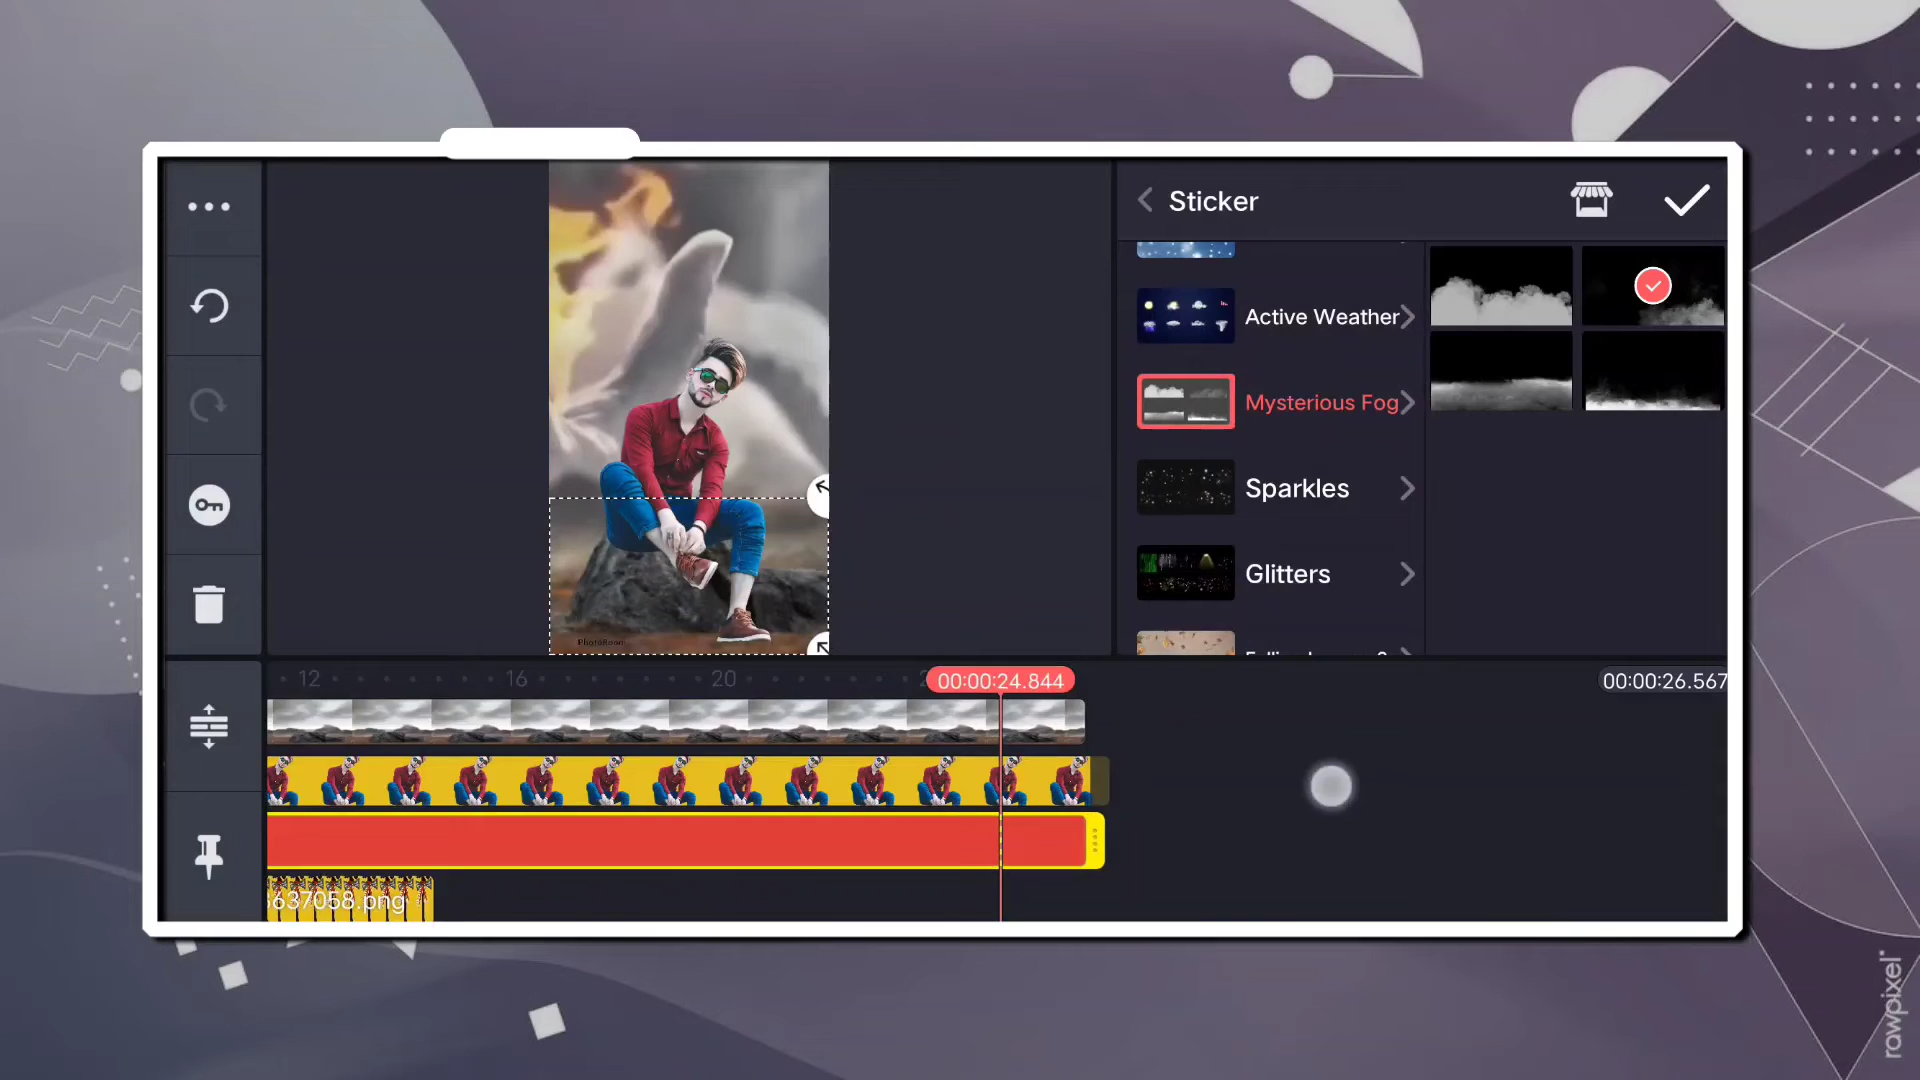 Sticker
Active Weather
Mysterious Fog
Sparkles
Glitters
PhotoRoom
12
16
20
00:00:24.844
00:00:26.567
637058.png
rawpixel